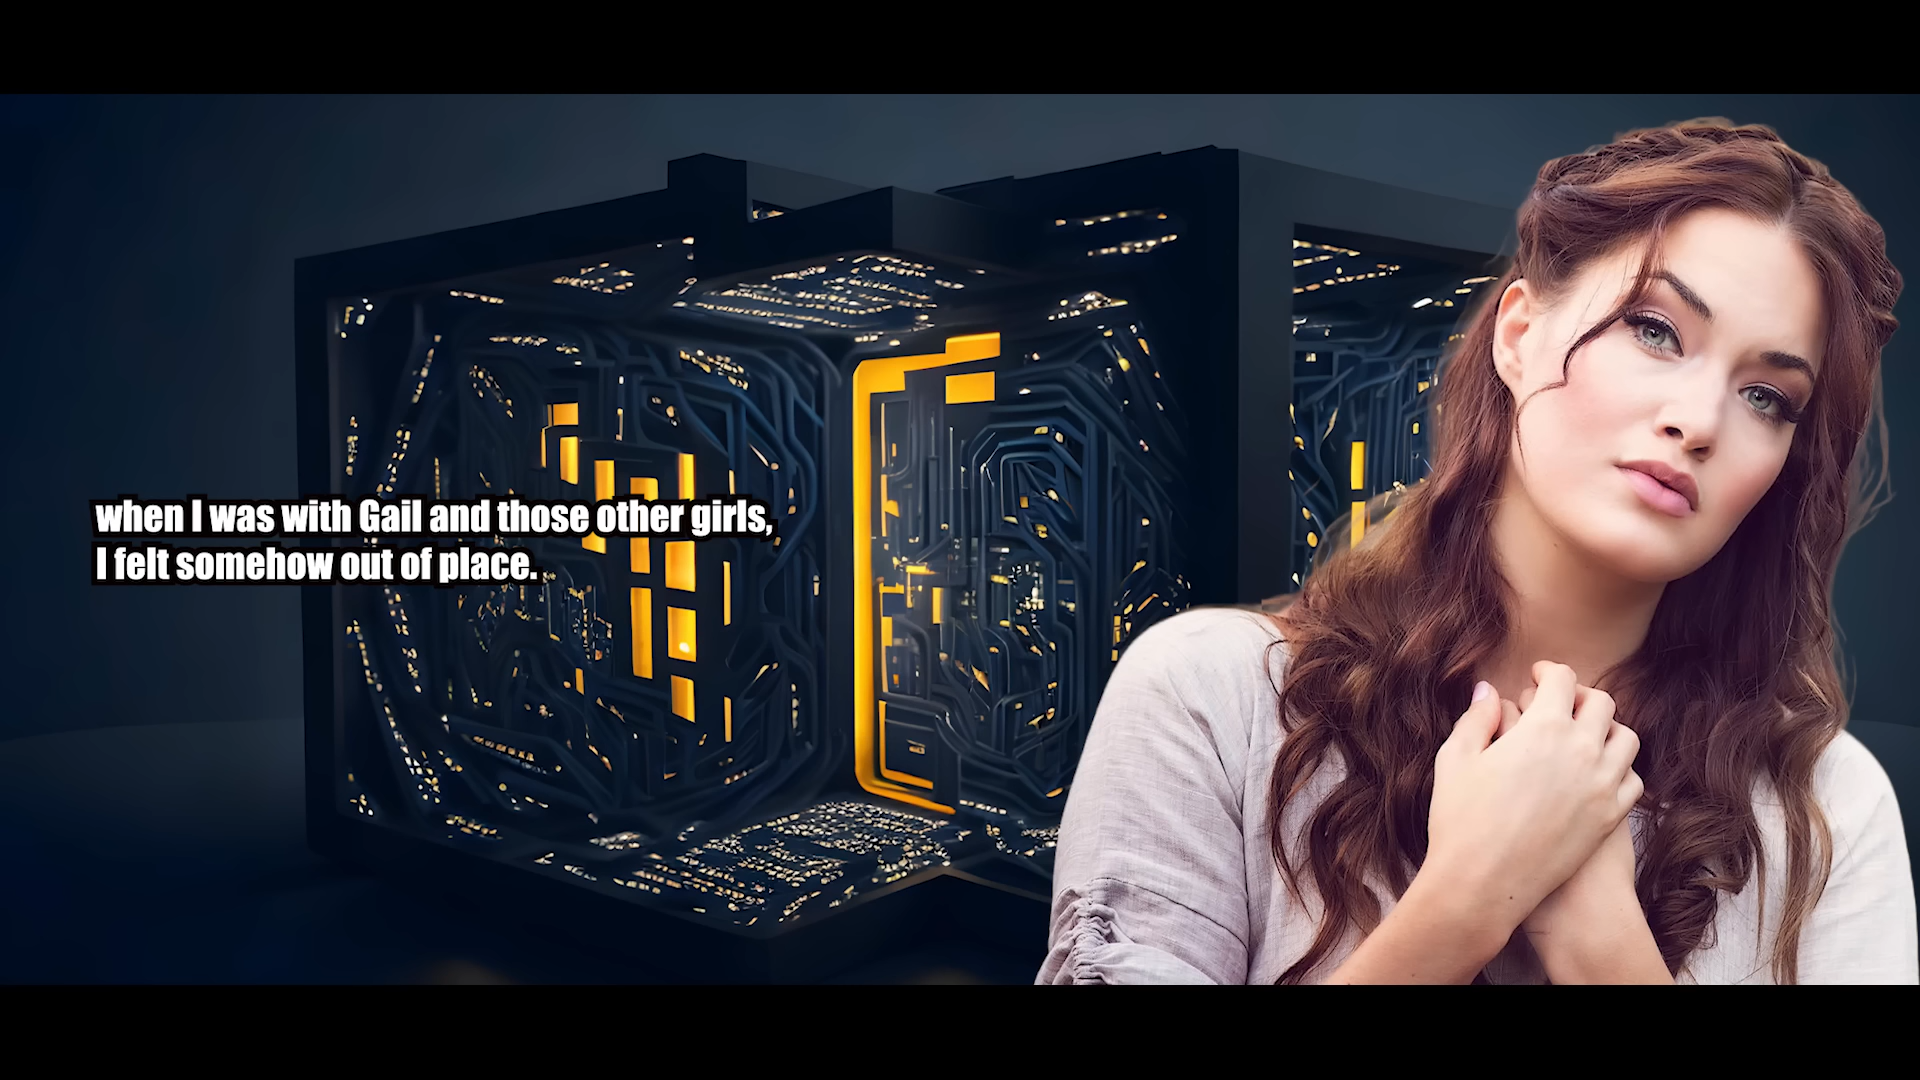 when I was with Gail and those other girls,
I felt somehow out of place.